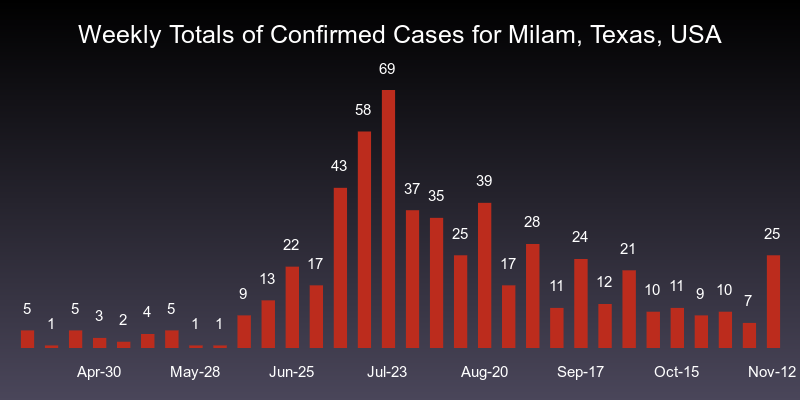 Weekly Totals of Confirmed Cases for Milam, Texas, USA
5 1 5 3 2 4 5 1 1 9 13 22 17 43 58 69 37 35 25 39 17 28 11 24 12 21 10 11 9 10 7 25
Apr-30 May-28 Jun-25 Jul-23 Aug-20 Sep-17 Oct-15 Nov-12